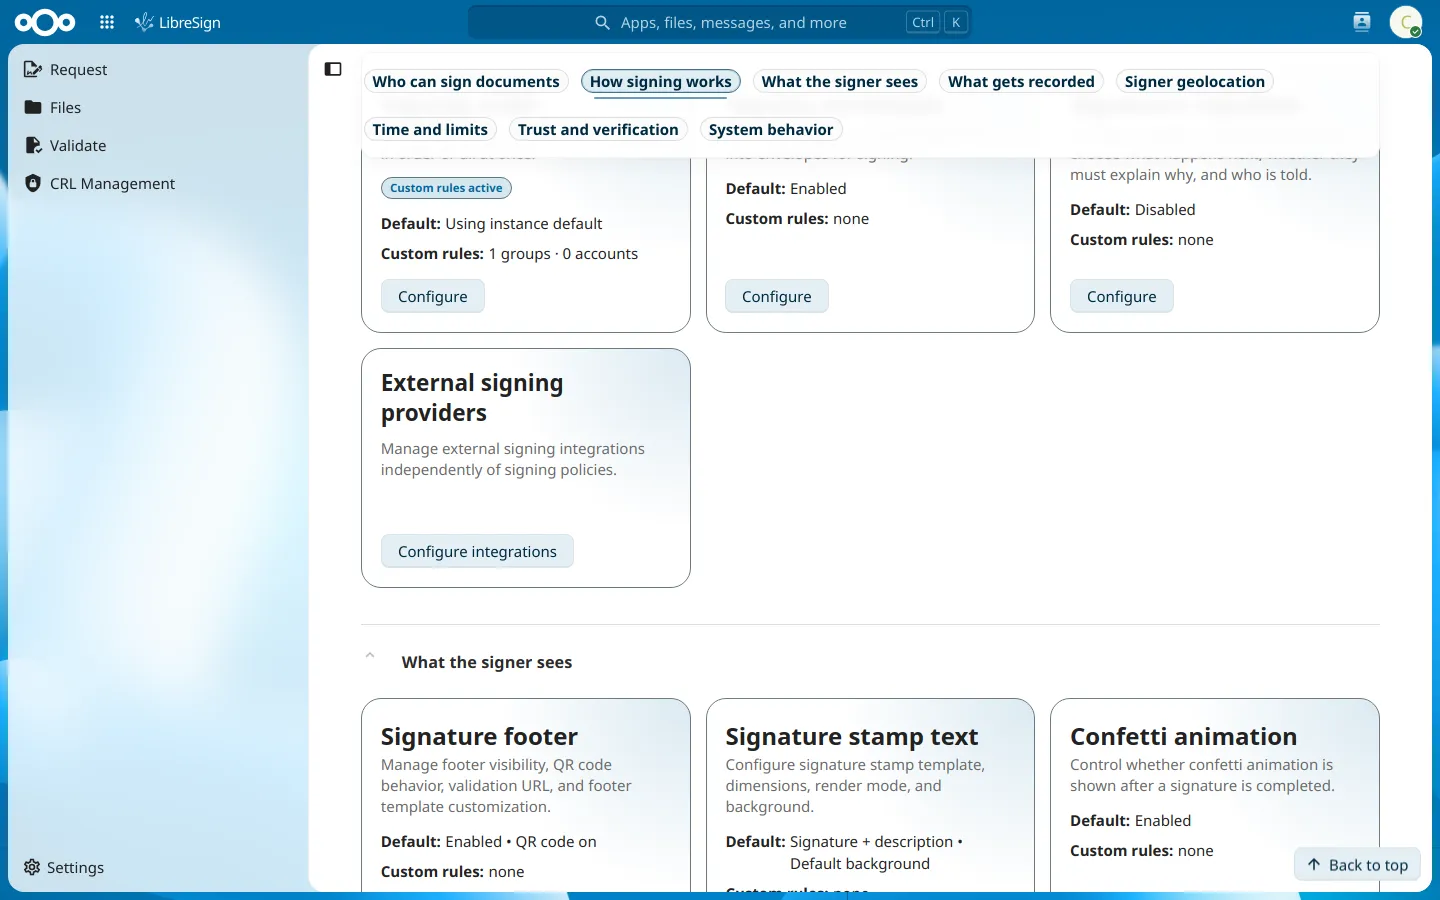 LibreSign
Apps, files, messages, and more
Ctrl
K
C
Request
Files
Validate
CRL Management
Settings
Who can sign documents
How signing works
What the signer sees
What gets recorded
Signer geolocation
Time and limits
Trust and verification
System behavior
Custom rules active
Default: Using instance default
Custom rules: 1 groups · 0 accounts
Configure
Default: Enabled
Custom rules: none
Configure
must explain why, and who is told.
Default: Disabled
Custom rules: none
Configure
External signing
providers
Manage external signing integrations
independently of signing policies.
Configure integrations
What the signer sees
Signature footer
Manage footer visibility, QR code
behavior, validation URL, and footer
template customization.
Default: Enabled • QR code on
Custom rules: none
Signature stamp text
Configure signature stamp template,
dimensions, render mode, and
background.
Default: Signature + description •
Default background
Custom rules: none
Confetti animation
Control whether confetti animation is
shown after a signature is completed.
Default: Enabled
Custom rules: none
Back to top